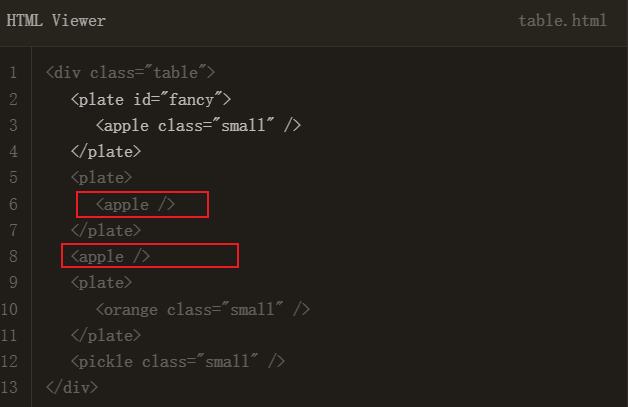 HTML Viewer table.html
1 <div class="table">
2 <plate id="fancy">
3 <apple class="small" />
4 </plate>
5 <plate>
6 <apple />
7 </plate>
8 <apple />
9 <plate>
10 <orange class="small" />
11 </plate>
12 <pickle class="small" />
13 </div>